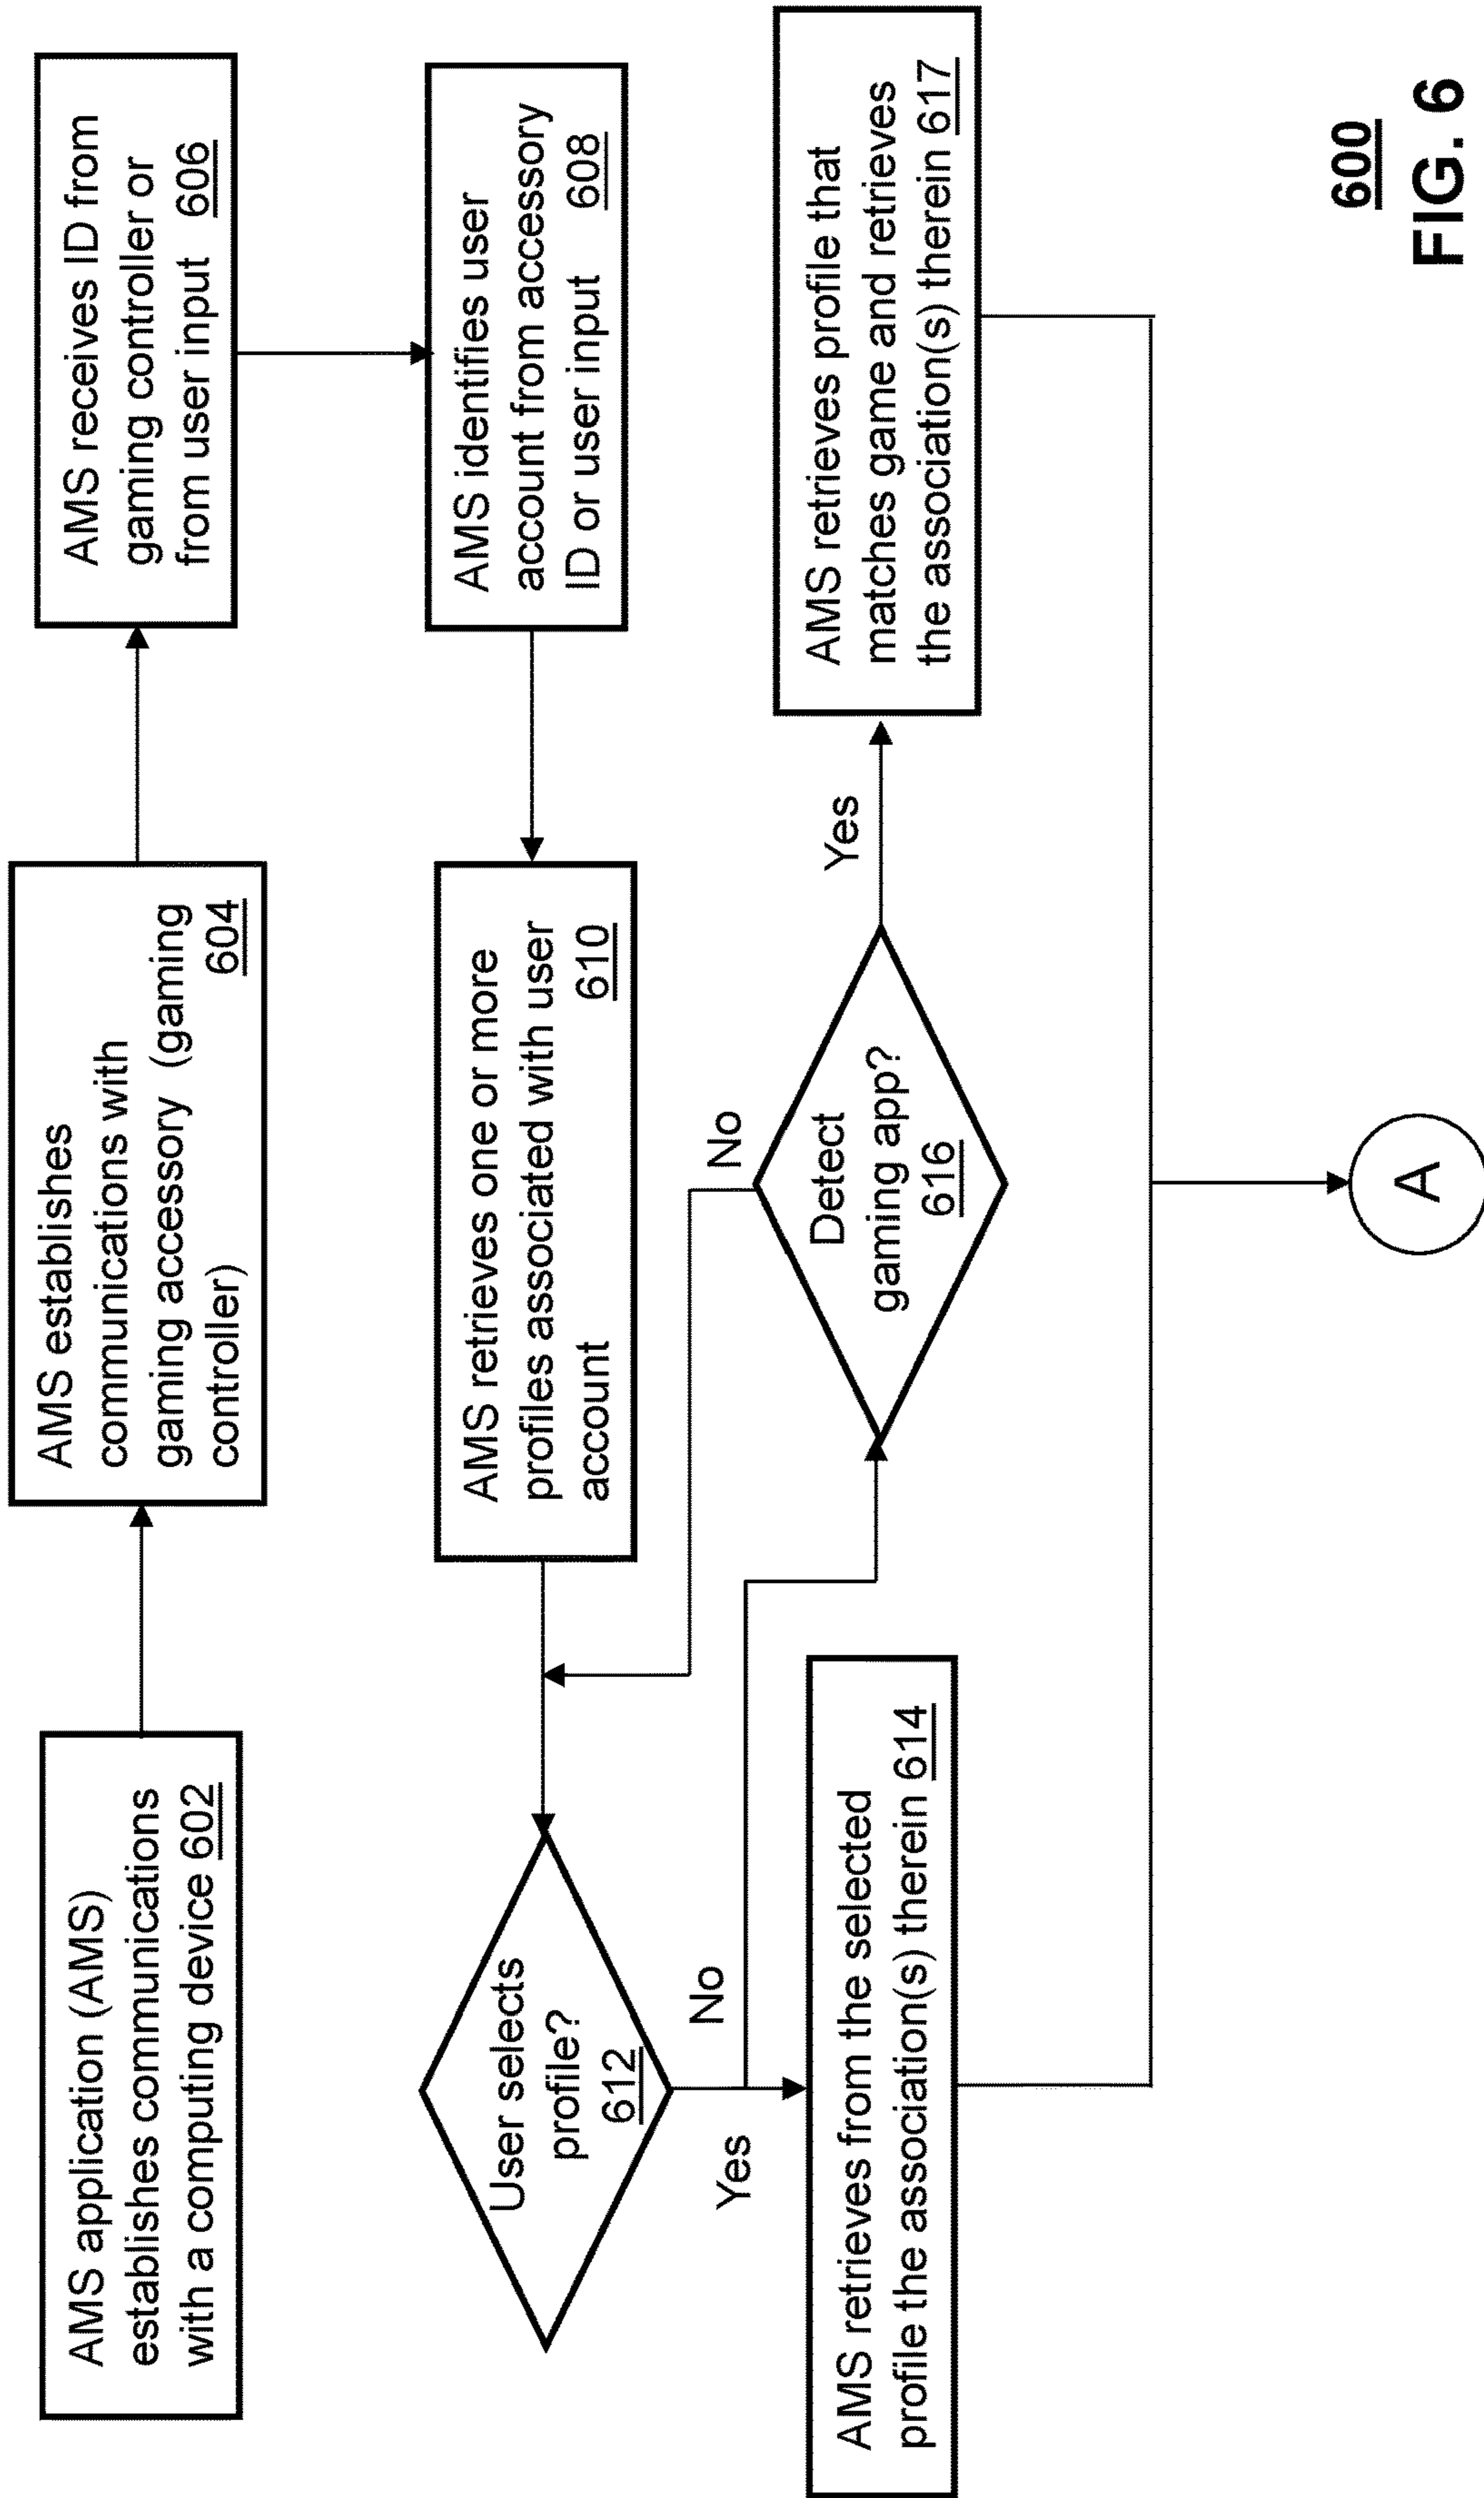 AMS application (AMS)
establishes communications
with a computing device 602
AMS establishes
communications with
gaming accessory (gaming
controller) 604
AMS receives ID from
gaming controller or
from user input 606
AMS identifies user
account from accessory
ID or user input 608
AMS retrieves one or more
profiles associated with user
account 610
User selects
profile?
612
No
Yes
AMS retrieves from the selected
profile the association(s) therein 614
Detect
gaming app?
616
No
Yes
AMS retrieves profile that
matches game and retrieves
the association(s) therein 617
A
600
FIG. 6